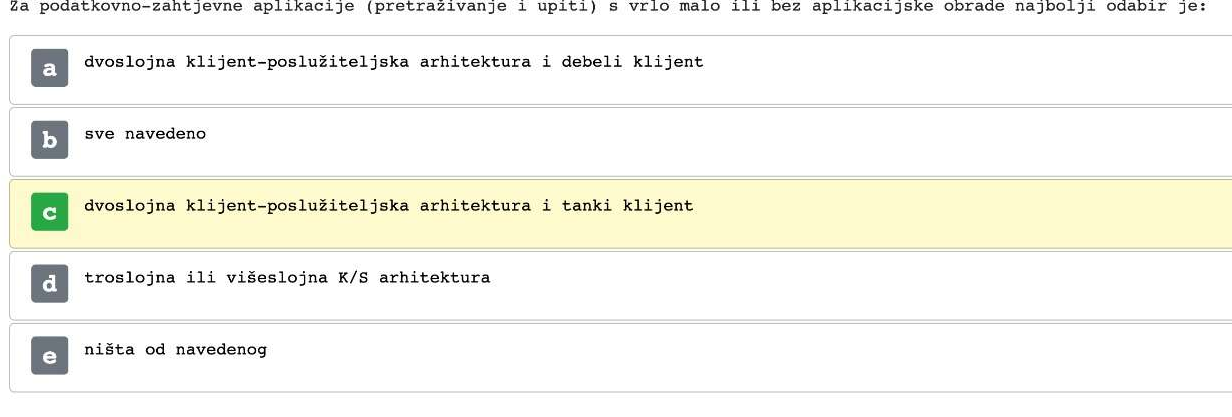 Za podatkovno-zahtjevne aplikacije (pretraživanje i upiti) s vrlo malo ili bez aplikacijske obrade najbolji odabir je:
a dvoslojna klijent-poslužiteljska arhitektura i debeli klijent
b sve navedeno
c dvoslojna klijent-poslužiteljska arhitektura i tanki klijent
d troslojna ili višeslojna K/S arhitektura
e ništa od navedenog